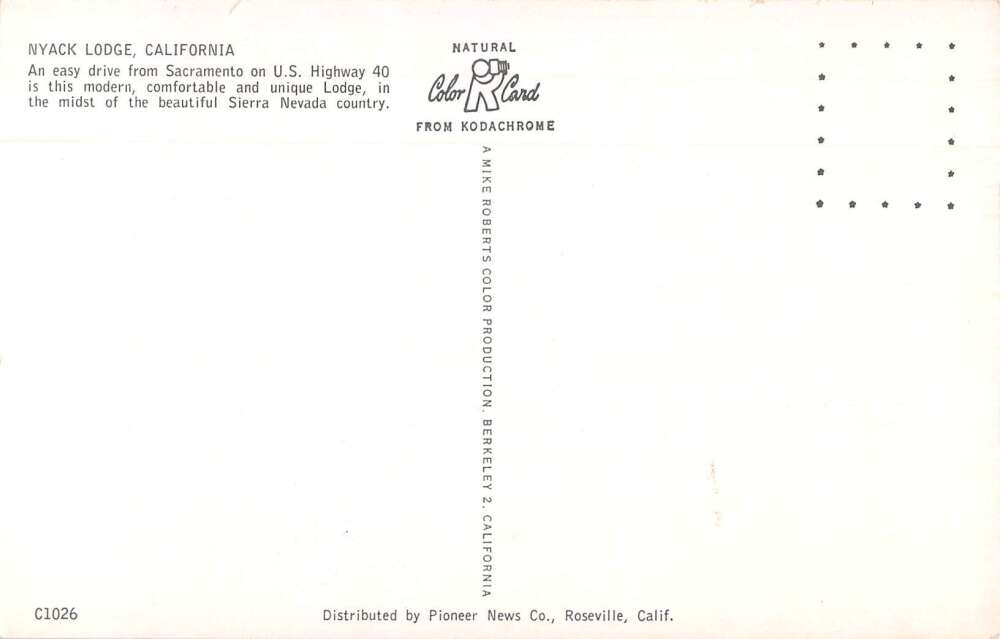 NYACK LODGE, CALIFORNIA
An easy drive from Sacramento on U.S. Highway 40
is this modern, comfortable and unique Lodge, in
the midst of the beautiful Sierra Nevada country.
NATURAL
Color Card
FROM KODACHROME
A MIKE ROBERTS COLOR PRODUCTION. BERKELEY 2. CALIFORNIA
C1026
Distributed by Pioneer News Co., Roseville, Calif.